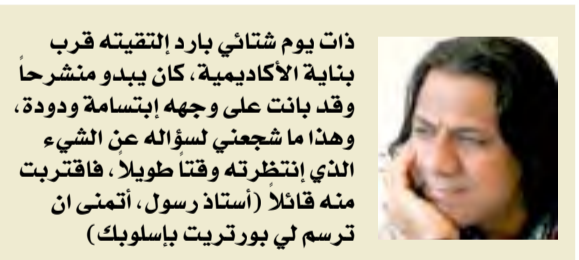 ذات يوم شتائي بارد إلتقيته قرب
بناية الأكاديمية، كان يبدو منشرحاً
وقد بانت على وجهه إبتسامة ودودة،
وهذا ما شجعني لسؤاله عن الشيء
الذي إنتظرته وقتاً طويلاً، فاقتربت
منه قائلاً (أستاذ رسول، أتمنى ان
ترسم لي بورتريت بإسلوبك)